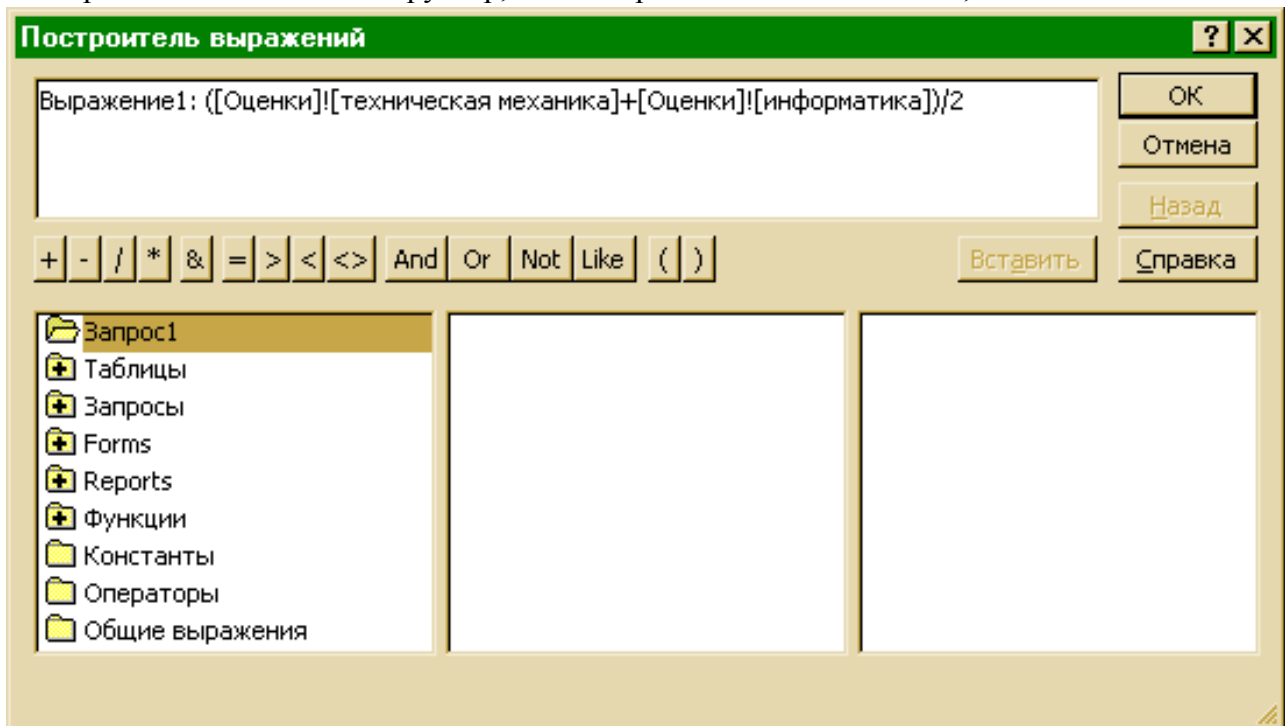 Построитель выражений ? ×
Выражение1: ([Оценки]![техническая механика]+[Оценки]![информатика])/2
ОК
Отмена
Назад
+ - / * & = > < <> And Or Not Like ( ) Вставить Справка
Запрос1
Таблицы
Запросы
Forms
Reports
Функции
Константы
Операторы
Общие выражения